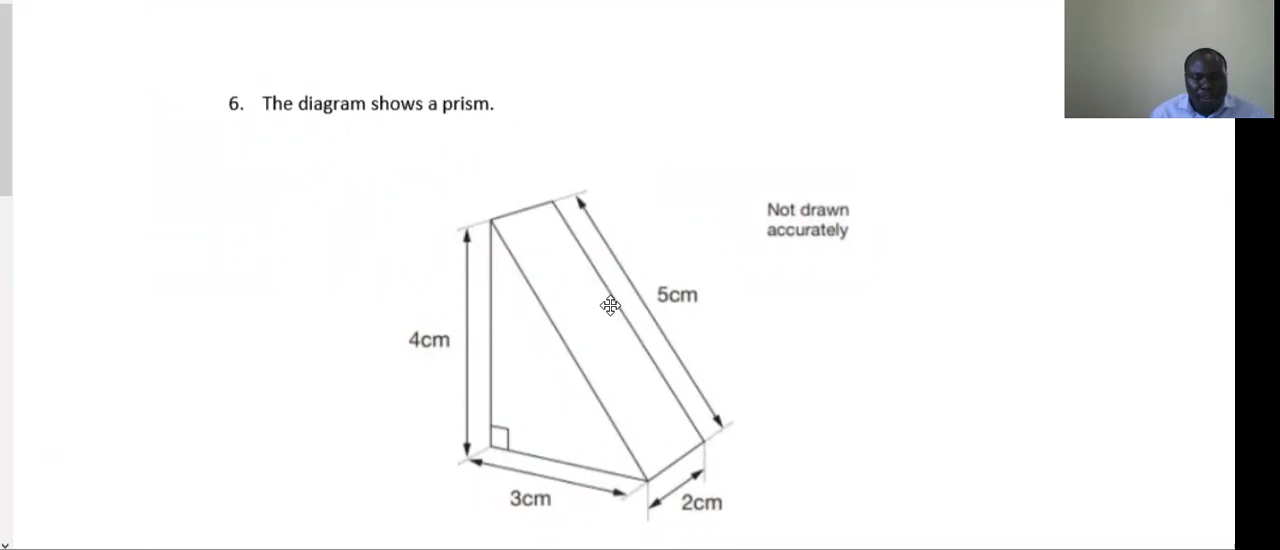 6. The diagram shows a prism.
Not drawn
accurately
5cm
4cm
3cm
2cm